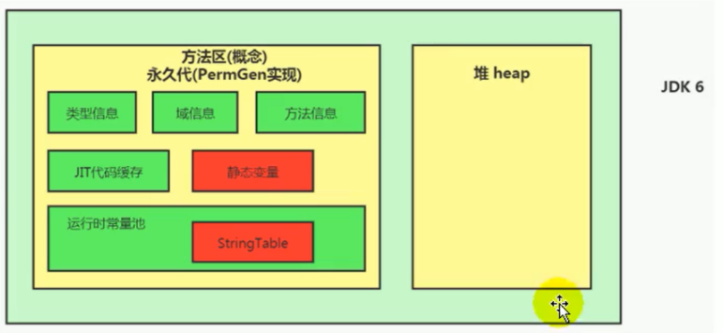 方法区(概念)
永久代(PermGen实现)
类型信息
域信息
方法信息
JIT代码缓存
静态变量
运行时常量池
StringTable
堆 heap
JDK 6